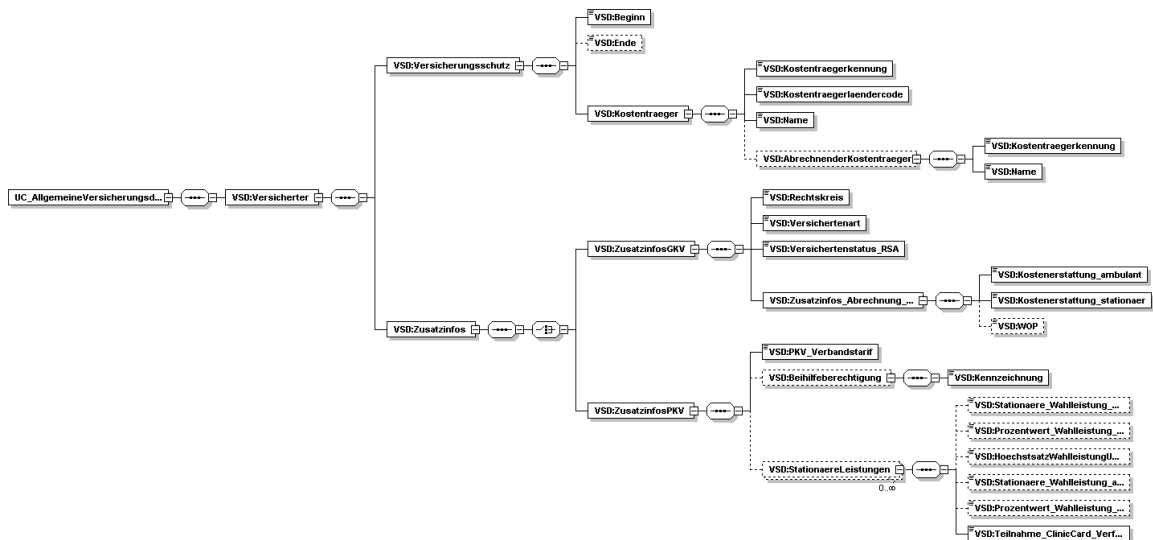 VSD:Beginn
VSD:Ende
VSD:Versicherungsschutz
VSD:Kostentraegerkennung
VSD:Kostentraegerlaendercode
VSD:Kostentraeger
VSD:Name
VSD:Kostentraegerkennung
VSD:AbrechnenderKostentraeger
VSD:Name
UC_AllgemeineVersicherungsd...
VSD:Versicherter
VSD:Rechtskreis
VSD:Versichertenart
VSD:ZusatzinfosGKV
VSD:Versichertenstatus_RSA
VSD:Kostenerstattung_ambulant
VSD:Zusatzinfos_Abrechnung_...
VSD:Kostenerstattung_stationaer
VSD:WOP
VSD:Zusatzinfos
VSD:PKV_Verbandstarif
VSD:Beihilfeberechtigung
VSD:Kennzeichnung
VSD:ZusatzinfosPKV
VSD:Stationaere_Wahlleistung_...
VSD:Prozentwert_Wahlleistung_...
VSD:HoechstsatzWahlleistungU...
VSD:StationaereLeistungen
0..∞
VSD:Stationaere_Wahlleistung_a...
VSD:Prozentwert_Wahlleistung_...
VSD:Teilnahme_ClinicCard_Verf...